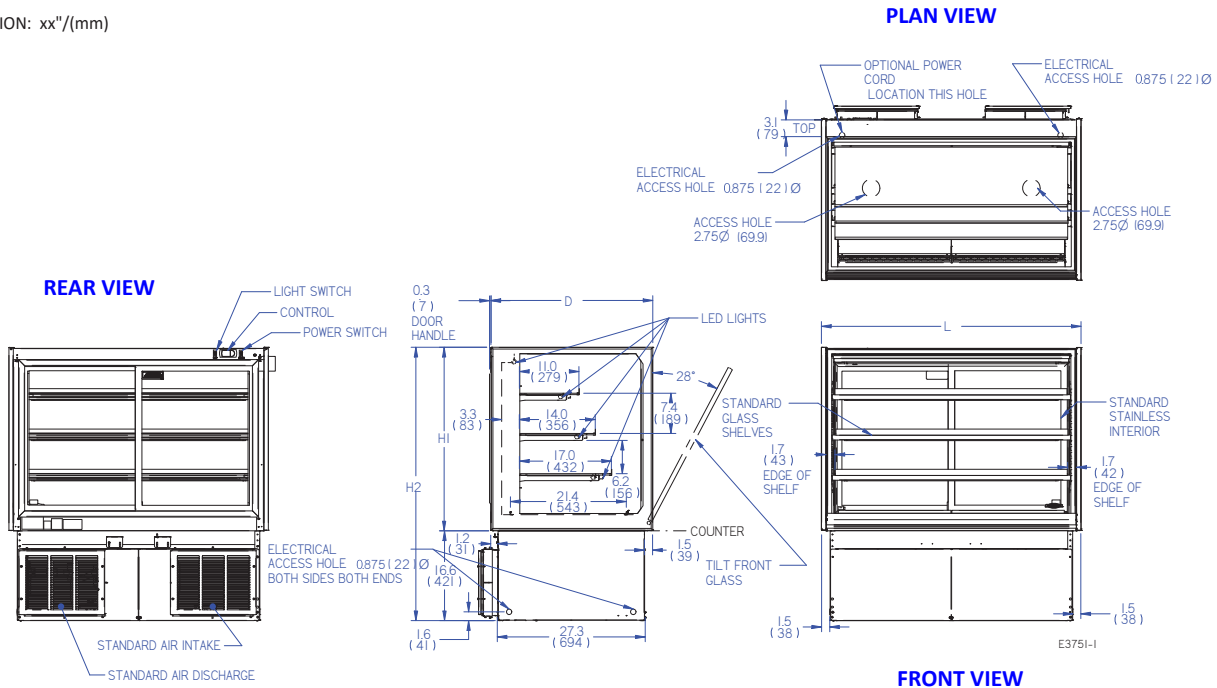 ION: xx"/(mm)
PLAN VIEW
OPTIONAL POWER
CORD
LOCATION THIS HOLE
ELECTRICAL
ACCESS HOLE 0.875 (22)Ø
3.1
(79)
TOP
ELECTRICAL
ACCESS HOLE 0.875 (22)Ø
ACCESS HOLE
2.75Ø (69.9)
ACCESS HOLE
2.75Ø (69.9)
REAR VIEW
LIGHT SWITCH
CONTROL
POWER SWITCH
STANDARD AIR INTAKE
STANDARD AIR DISCHARGE
0.3
(7)
DOOR
HANDLE
D
LED LIGHTS
11.0
(279)
28°
7.4
(189)
3.3
(83)
14.0
(356)
17.0
(432)
6.2
(156)
21.4
(543)
H1
H2
COUNTER
1.2
(31)
1.5
(39)
ELECTRICAL
ACCESS HOLE 0.875 (22)Ø
BOTH SIDES BOTH ENDS
16.6
(421)
TILT FRONT
GLASS
1.6
(41)
27.3
(694)
L
STANDARD
GLASS
SHELVES
STANDARD
STAINLESS
INTERIOR
1.7
(43)
EDGE OF
SHELF
1.7
(42)
EDGE OF
SHELF
1.5
(38)
1.5
(38)
E3751-1
FRONT VIEW